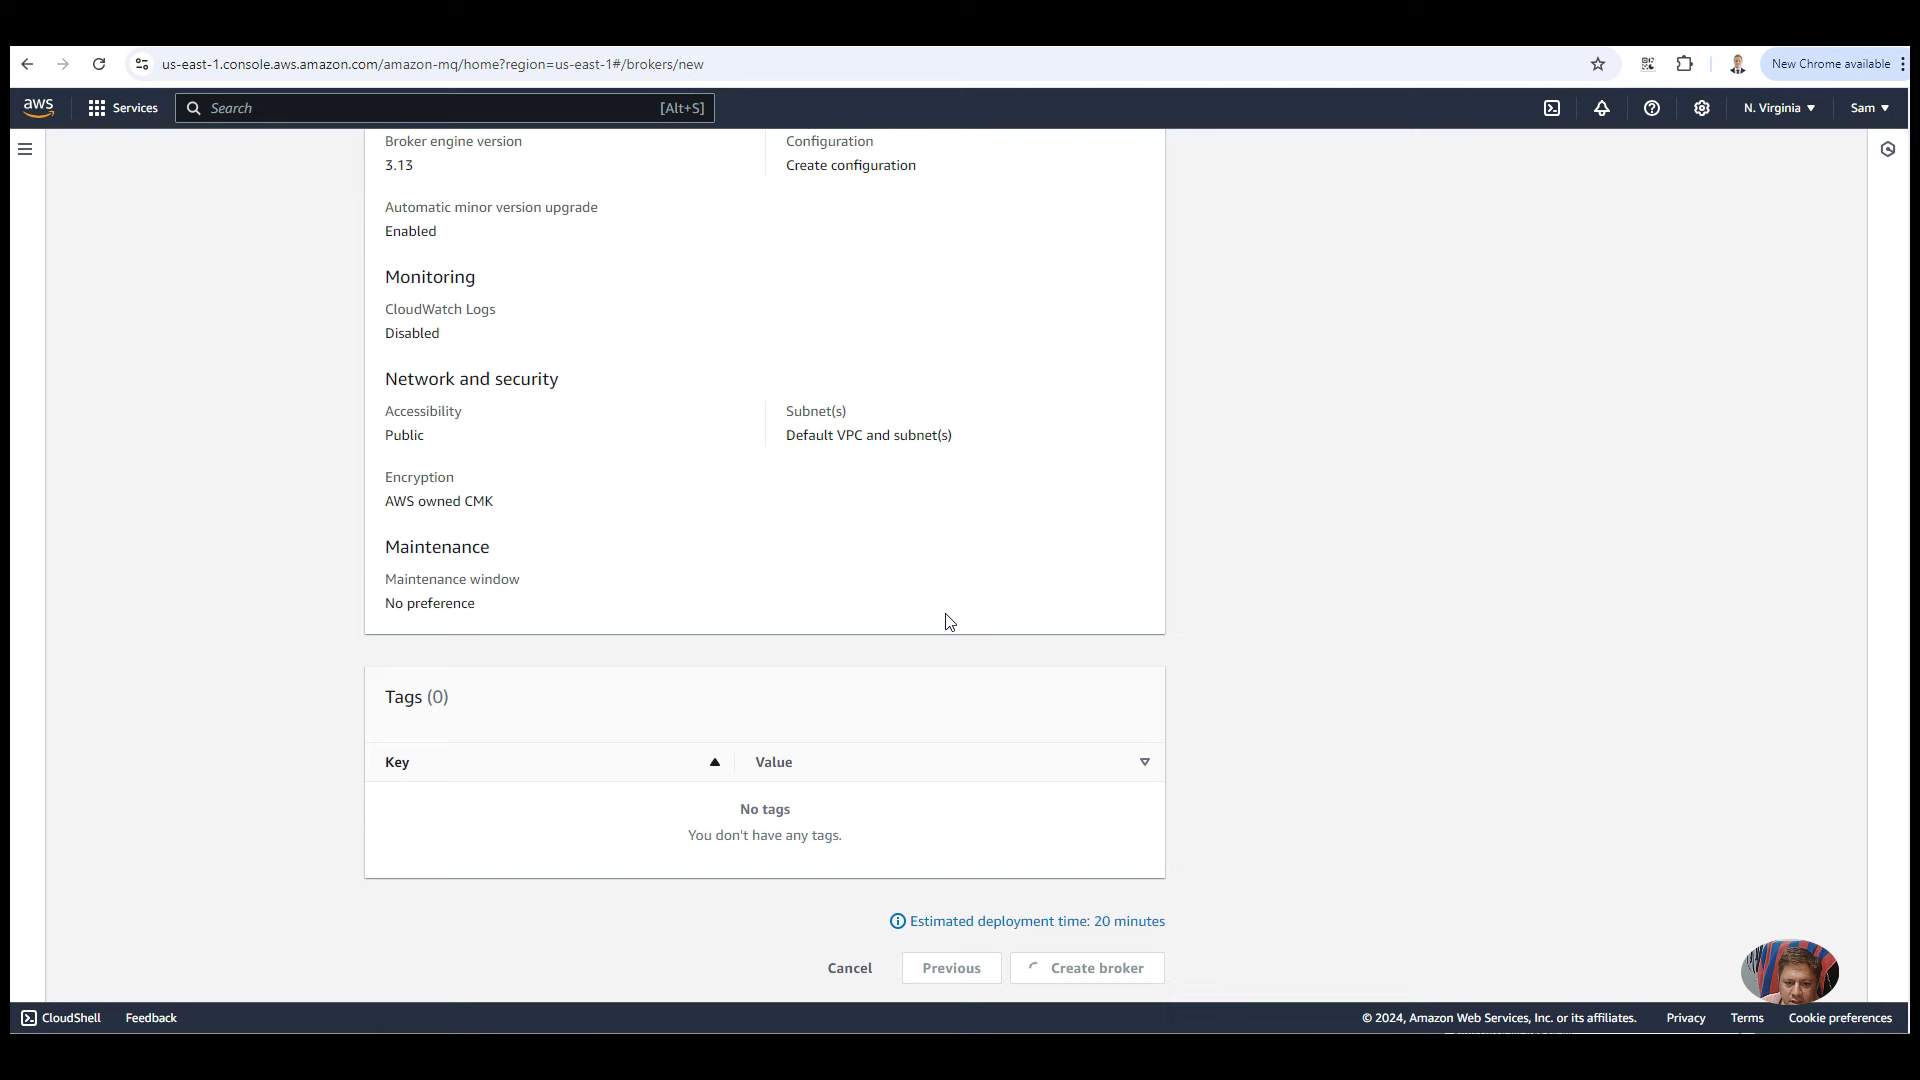 us-east-1.console.aws.amazon.com/amazon-mq/home?region=us-east-1#/brokers/new
New Chrome available
aws
Services
Search
[Alt+S]
N. Virginia
Sam
Broker engine version
3.13
Configuration
Create configuration
Automatic minor version upgrade
Enabled
Monitoring
CloudWatch Logs
Disabled
Network and security
Accessibility
Public
Subnet(s)
Default VPC and subnet(s)
Encryption
AWS owned CMK
Maintenance
Maintenance window
No preference
Tags (0)
Key
Value
No tags
You don't have any tags.
Estimated deployment time: 20 minutes
Cancel
Previous
Create broker
CloudShell
Feedback
© 2024, Amazon Web Services, Inc. or its affiliates.
Privacy
Terms
Cookie preferences